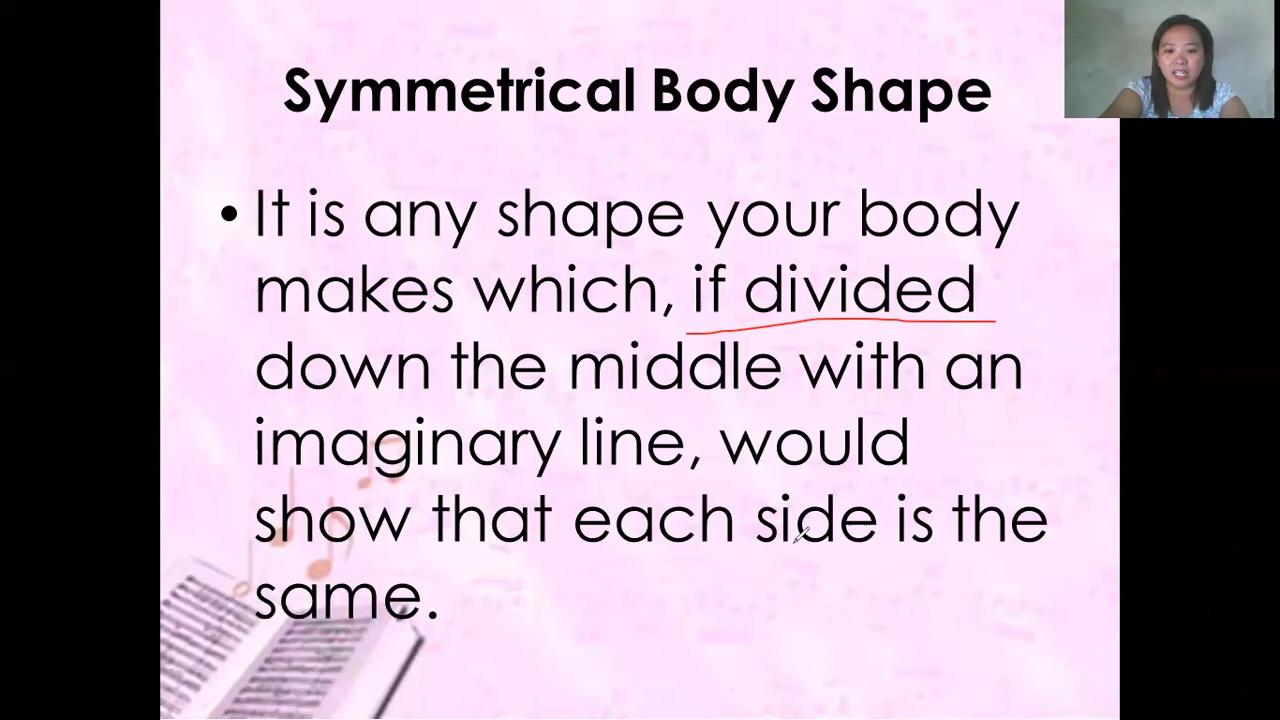 Symmetrical Body Shape
• It is any shape your body
makes which, if divided
down the middle with an
imaginary line, would
show that each side is the
same.